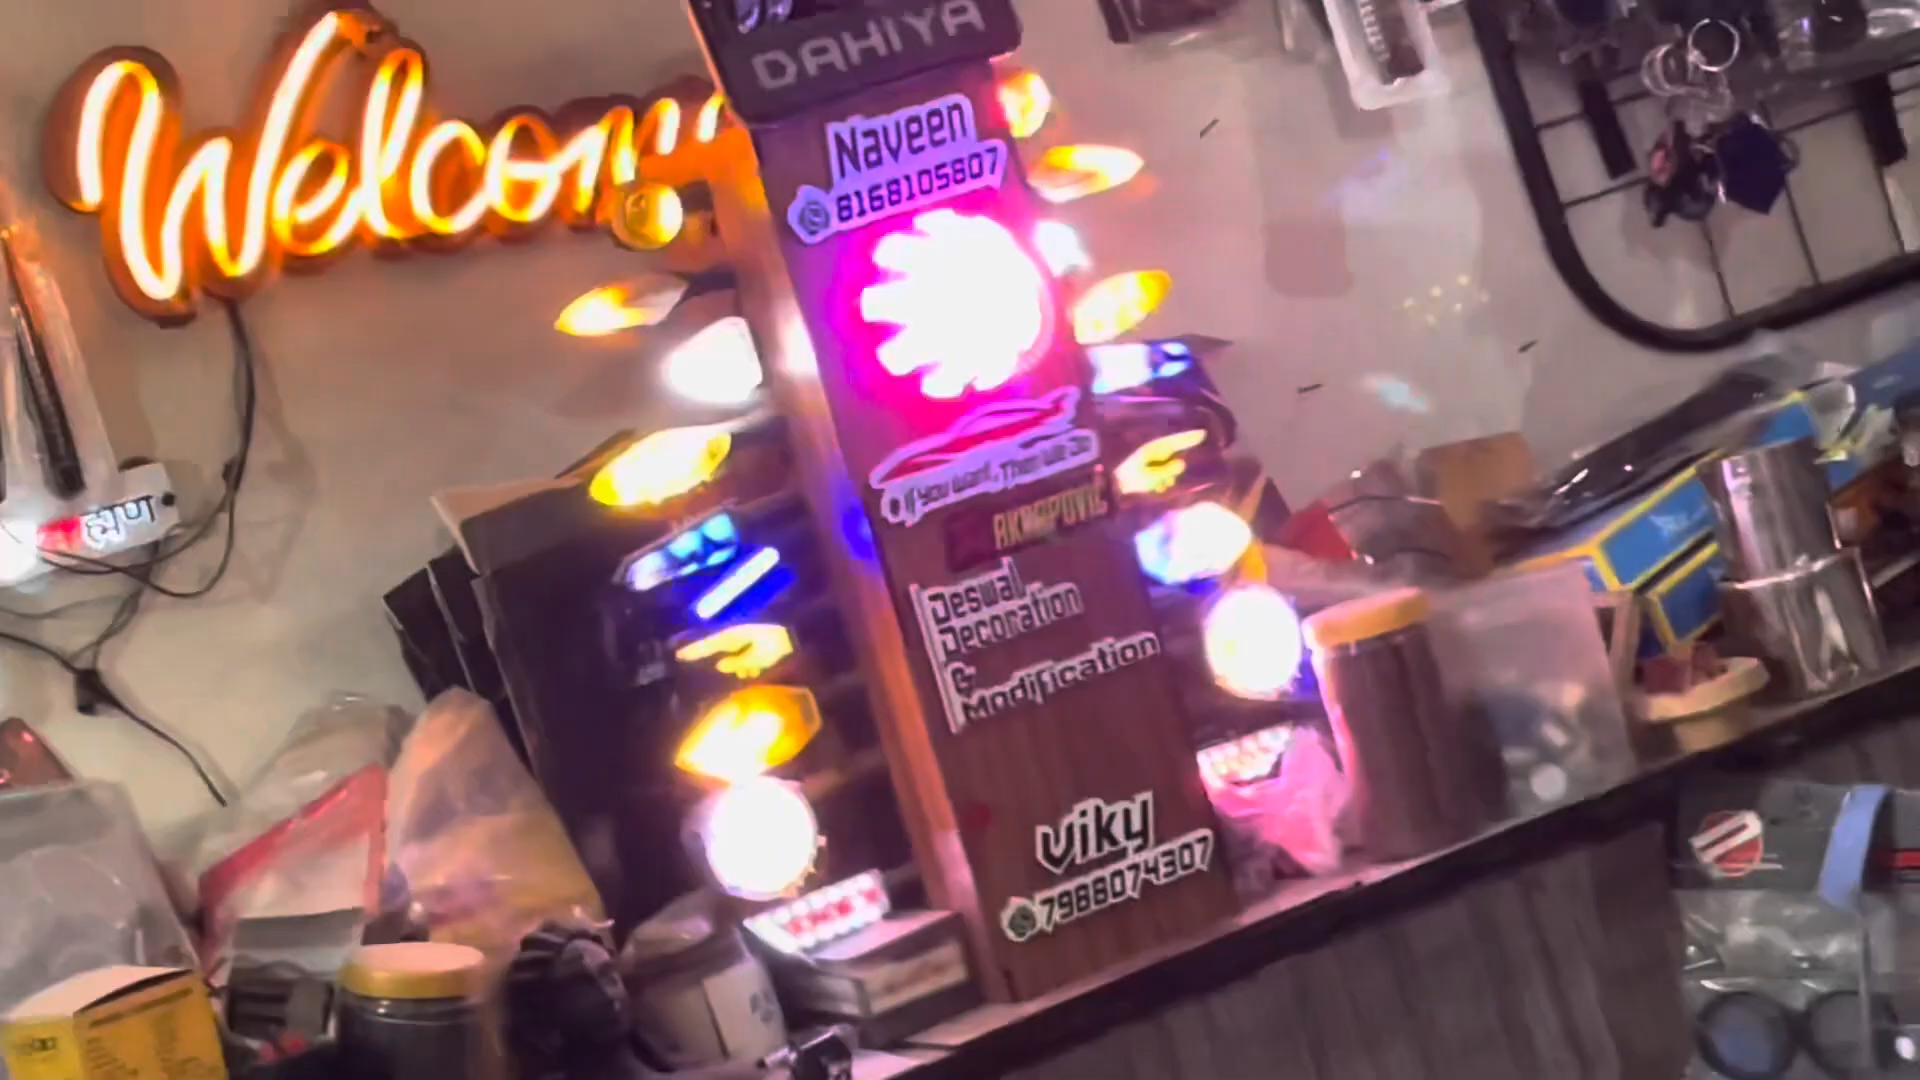 Welcom
DAHIYA
Naveen
8168105807
If You Want, Then We Do
AKRAPOVIC
Deswal
Decoration
&
Modification
Viky
7988074307